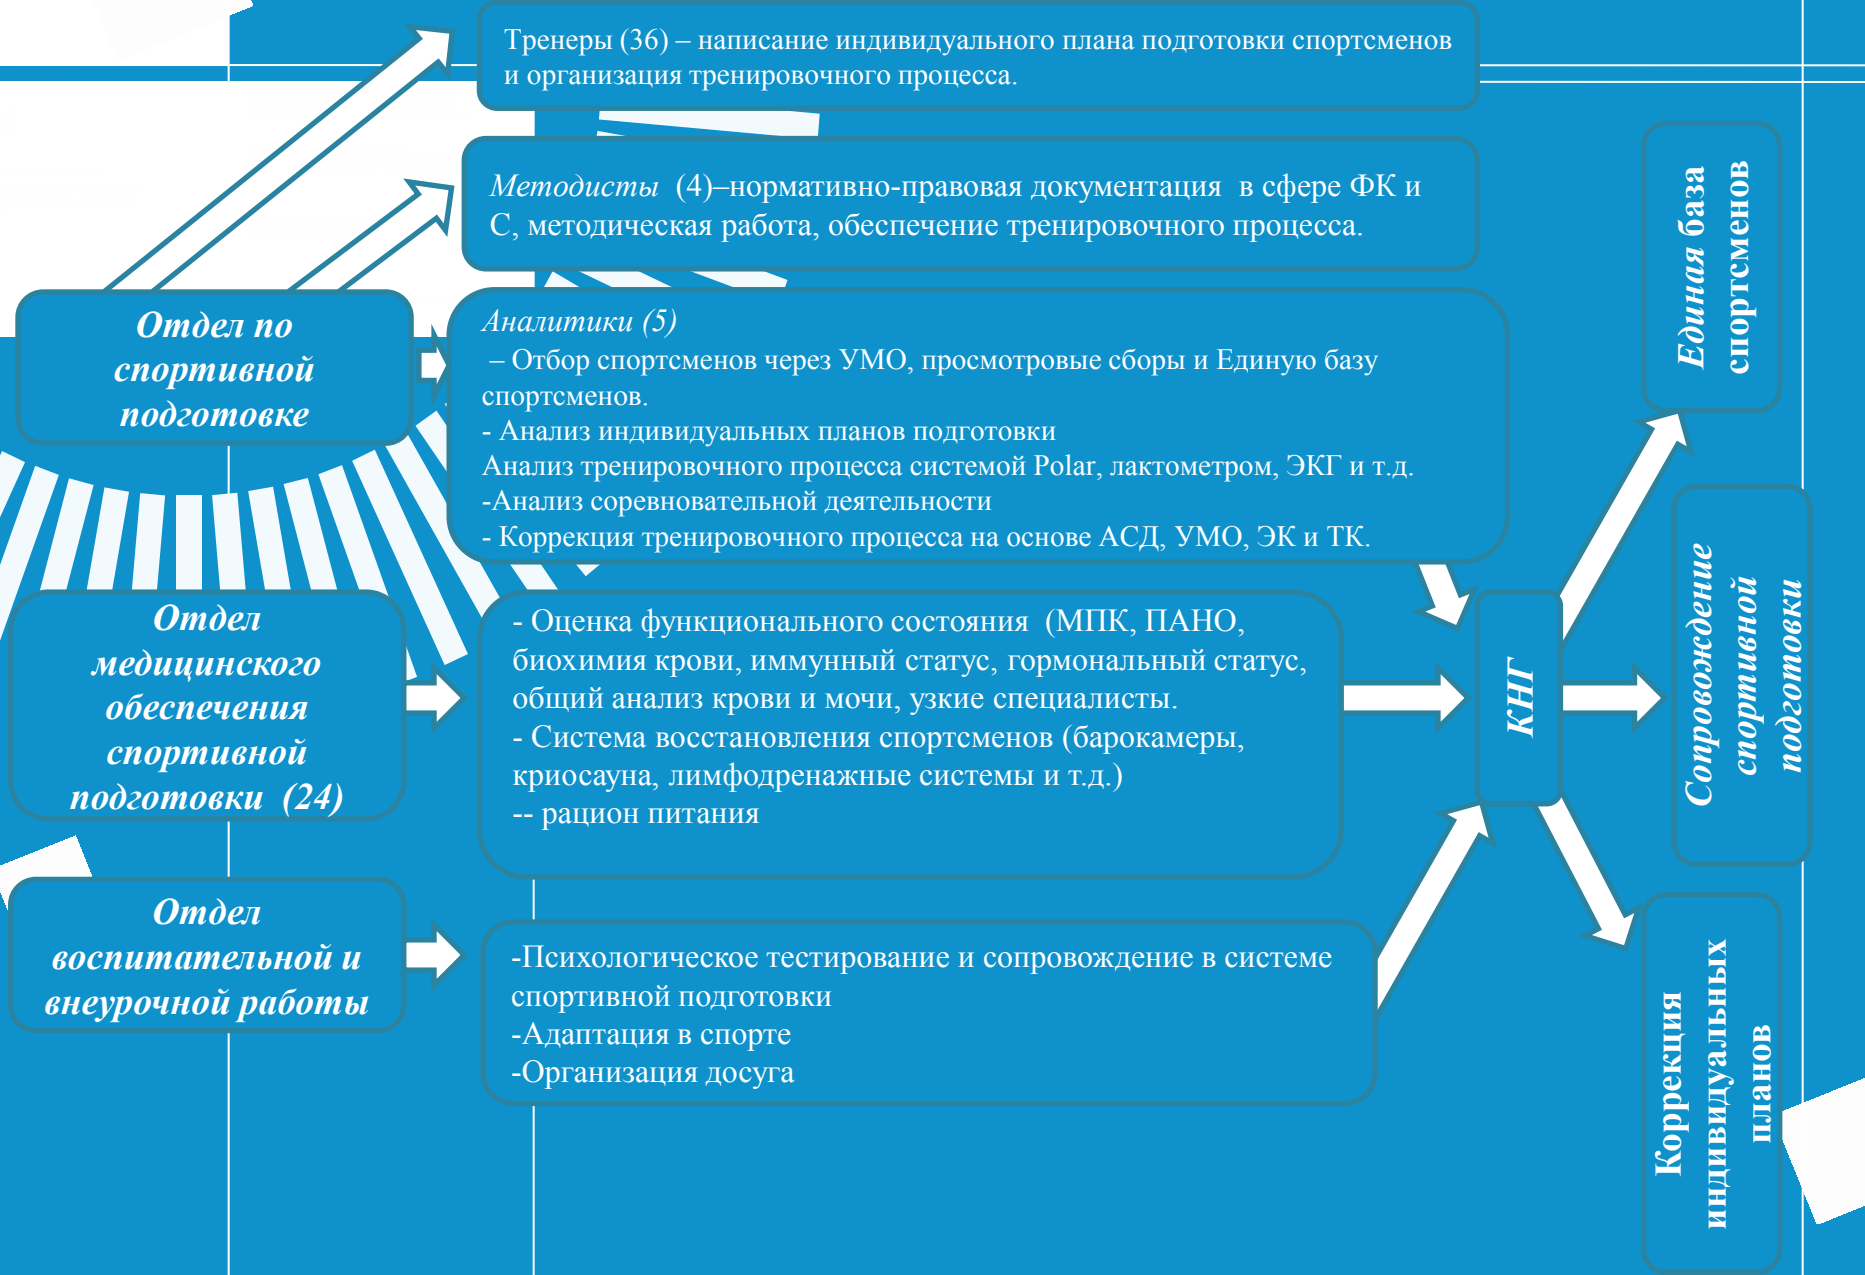 Тренеры (36) – написание индивидуального плана подготовки спортсменов
и организация тренировочного процесса.
Методисты (4)–нормативно-правовая документация в сфере ФК и
С, методическая работа, обеспечение тренировочного процесса.
Отдел по
спортивной
подготовке
Аналитики (5)
– Отбор спортсменов через УМО, просмотровые сборы и Единую базу
спортсменов.
- Анализ индивидуальных планов подготовки
Анализ тренировочного процесса системой Polar, лактометром, ЭКГ и т.д.
-Анализ соревновательной деятельности
- Коррекция тренировочного процесса на основе АСД, УМО, ЭК и ТК.
Отдел
медицинского
обеспечения
спортивной
подготовки (24)
- Оценка функционального состояния (МПК, ПАНО,
биохимия крови, иммунный статус, гормональный статус,
общий анализ крови и мочи, узкие специалисты.
- Система восстановления спортсменов (барокамеры,
криосауна, лимфодренажные системы и т.д.)
-- рацион питания
Отдел
воспитательной и
внеурочной работы
-Психологическое тестирование и сопровождение в системе
спортивной подготовки
-Адаптация в спорте
-Организация досуга
КНГ
Единая база
спортсменов
Сопровождение
спортивной
подготовки
Коррекция
индивидуальных
планов